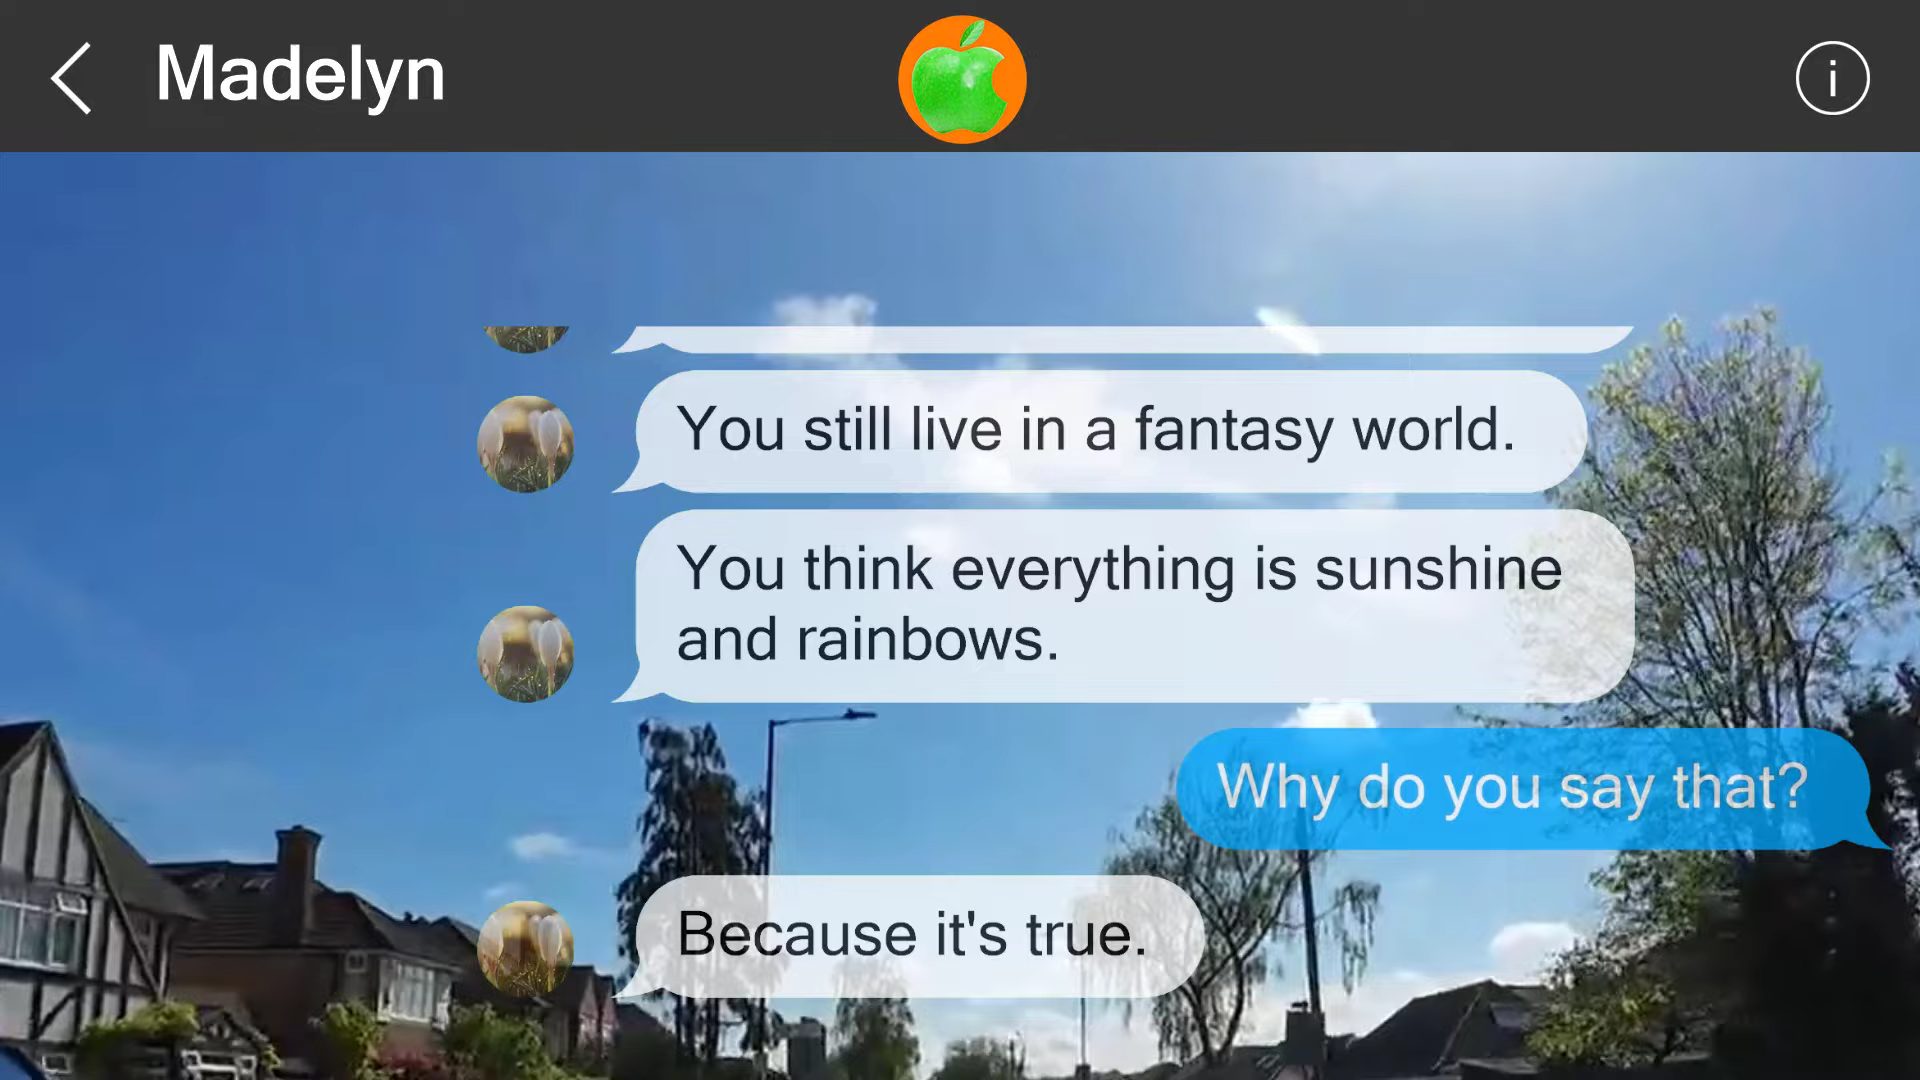 Madelyn
i
You still live in a fantasy world.
You think everything is sunshine
and rainbows.
Why do you say that?
Because it's true.